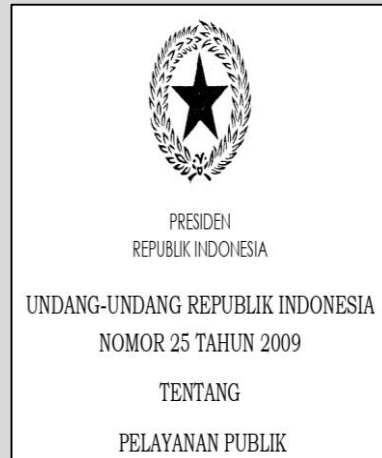 PRESIDEN
REPUBLIK INDONESIA
UNDANG-UNDANG REPUBLIK INDONESIA
NOMOR 25 TAHUN 2009
TENTANG
PELAYANAN PUBLIK